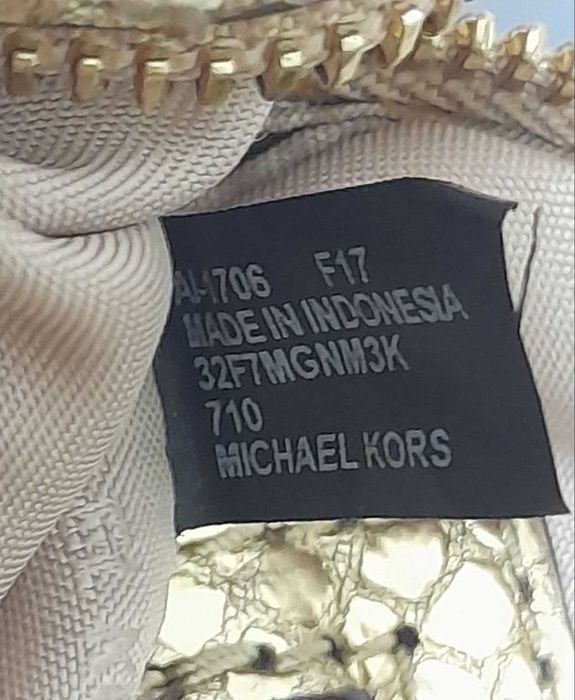 AI-1706 F17
MADE IN INDONESIA
32F7MGNM3K
710
MICHAEL KORS